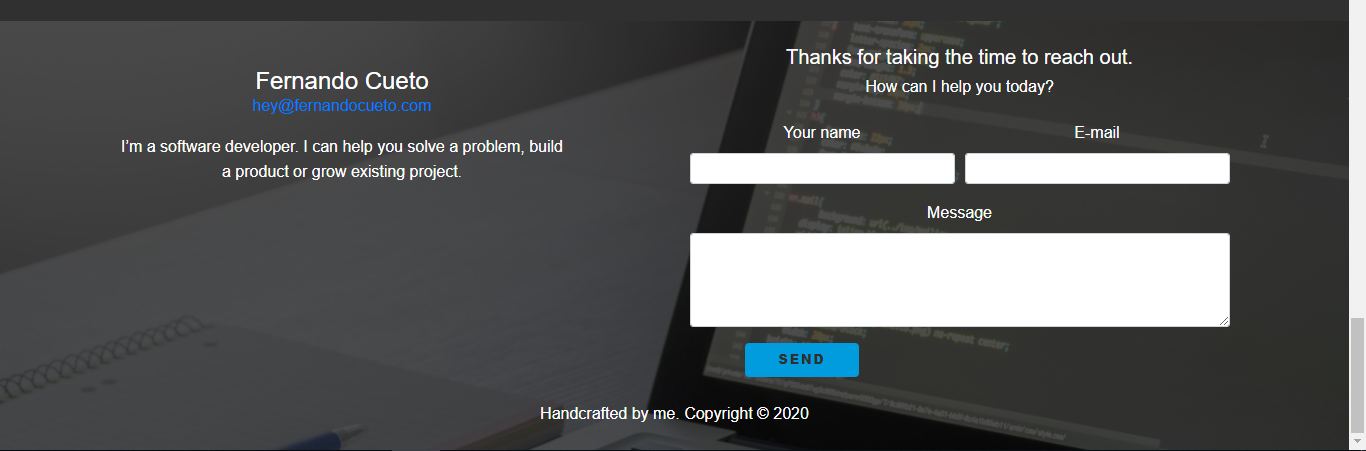 Fernando Cueto
hey@fernandocueto.com
I’m a software developer. I can help you solve a problem, build
a product or grow existing project.
Thanks for taking the time to reach out.
How can I help you today?
Your name
E-mail
Message
SEND
Handcrafted by me. Copyright © 2020